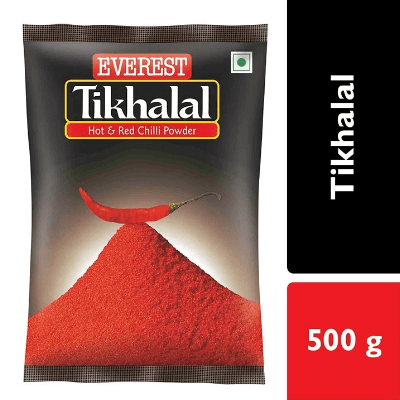 EVEREST
Tikhalal
Hot & Red Chilli Powder
Tikhalal
500 g